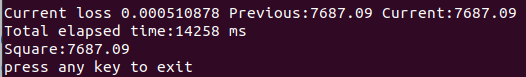 Current loss 0.000510878 Previous:7687.09 Current:7687.09
Total elapsed time:14258 ms
Square:7687.09
press any key to exit